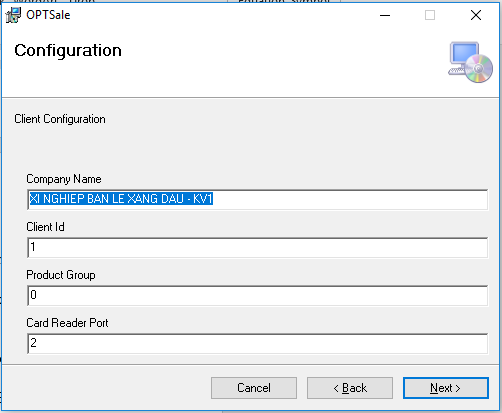 OPTSale
Configuration
Client Configuration
Company Name
XI NGHIEP BAN LE XANG DAU - KV1
Client Id
1
Product Group
0
Card Reader Port
2
Cancel
< Back
Next >